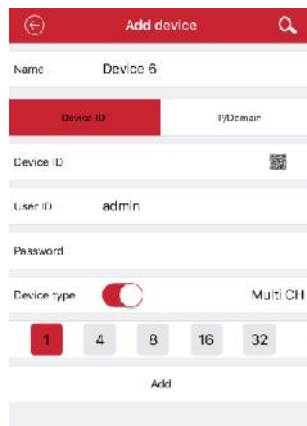 Add device
Name Device 6
Device ID IP/Domain
Device ID
User ID admin
Password
Device type Multi CH
1 4 8 16 32
Add